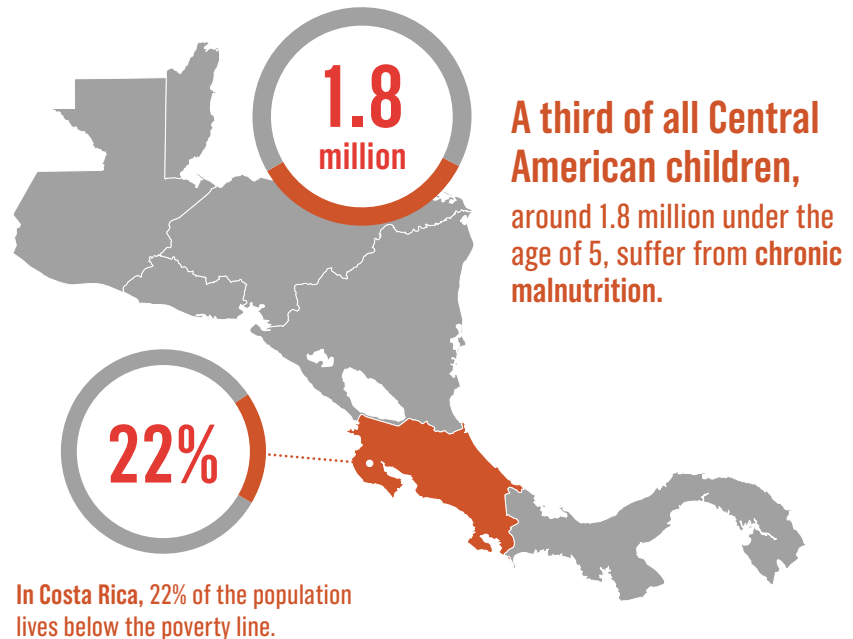 1.8
million
A third of all Central
American children,
around 1.8 million under the
age of 5, suffer from chronic
malnutrition.
22%
In Costa Rica, 22% of the population
lives below the poverty line.